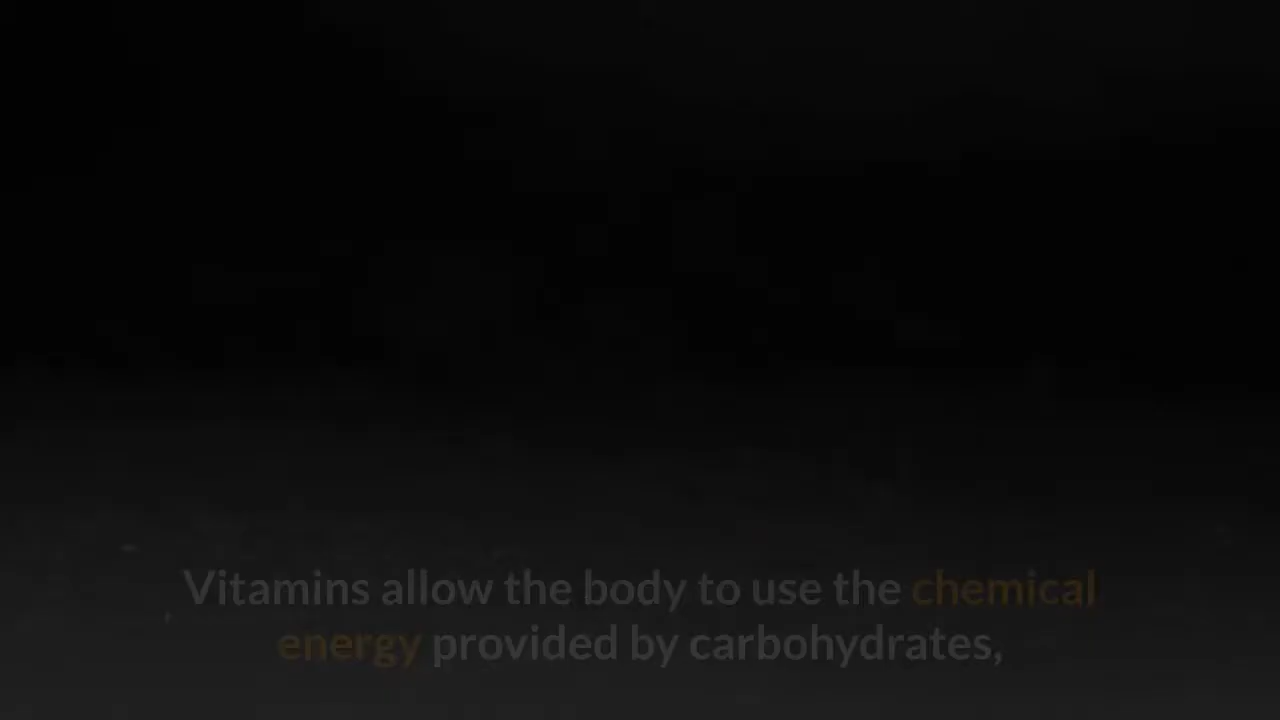 Vitamins allow the body to use the chemical
energy provided by carbohydrates,